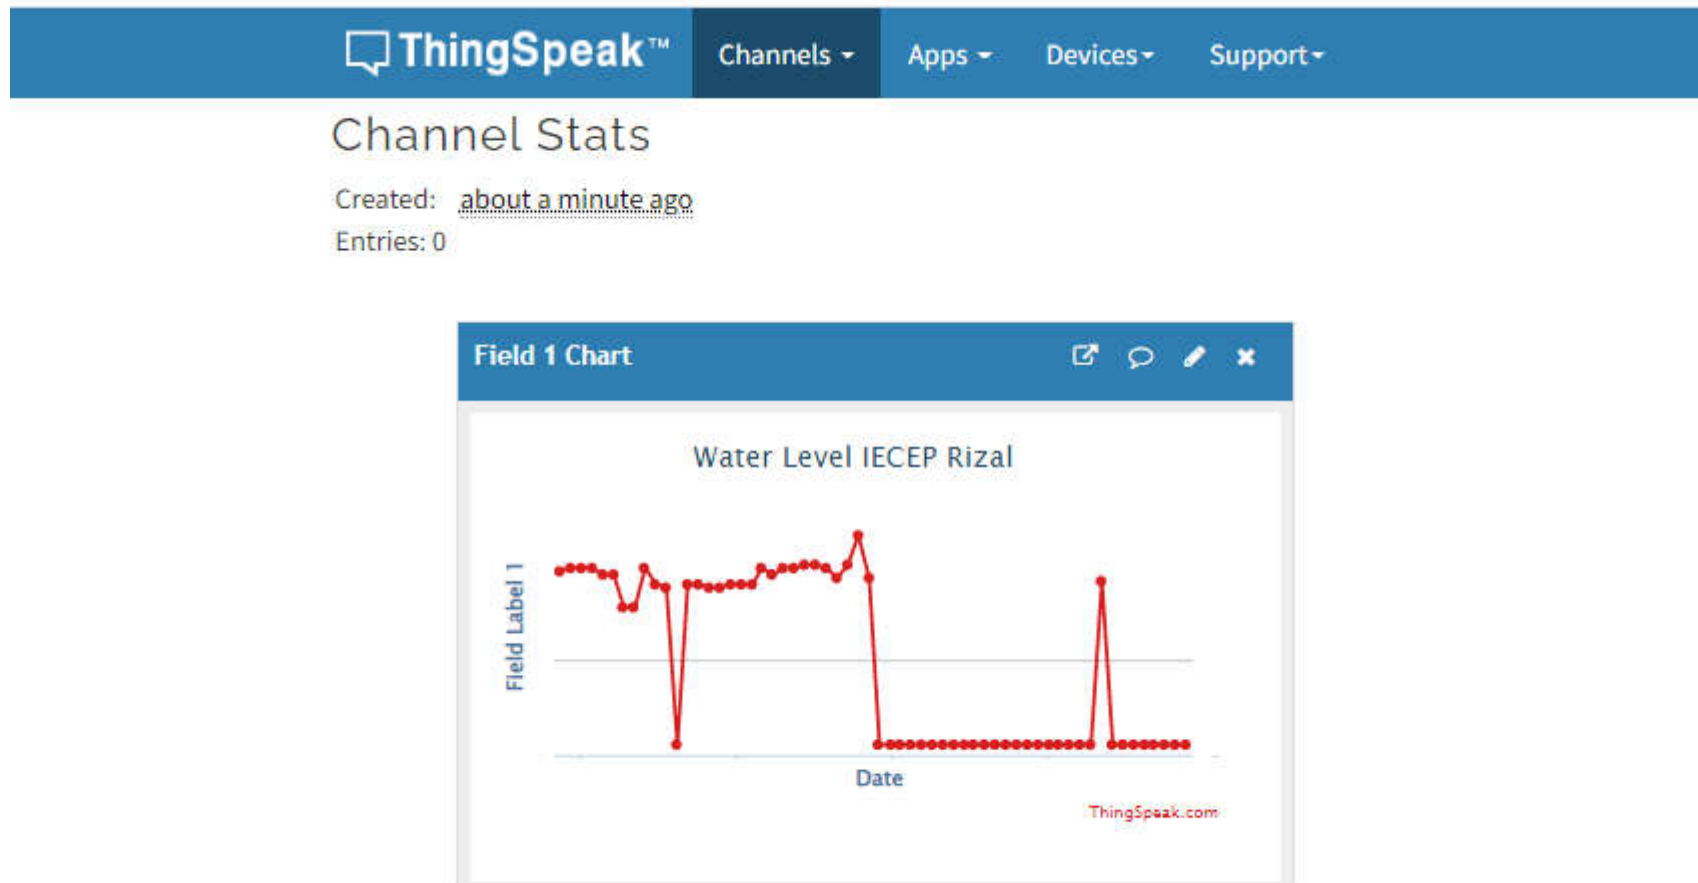 ThingSpeak™ Channels Apps Devices Support
Channel Stats
Created: about a minute ago
Entries: 0
Field 1 Chart
Water Level IECEP Rizal
Field Label 1
Date
ThingSpeak.com